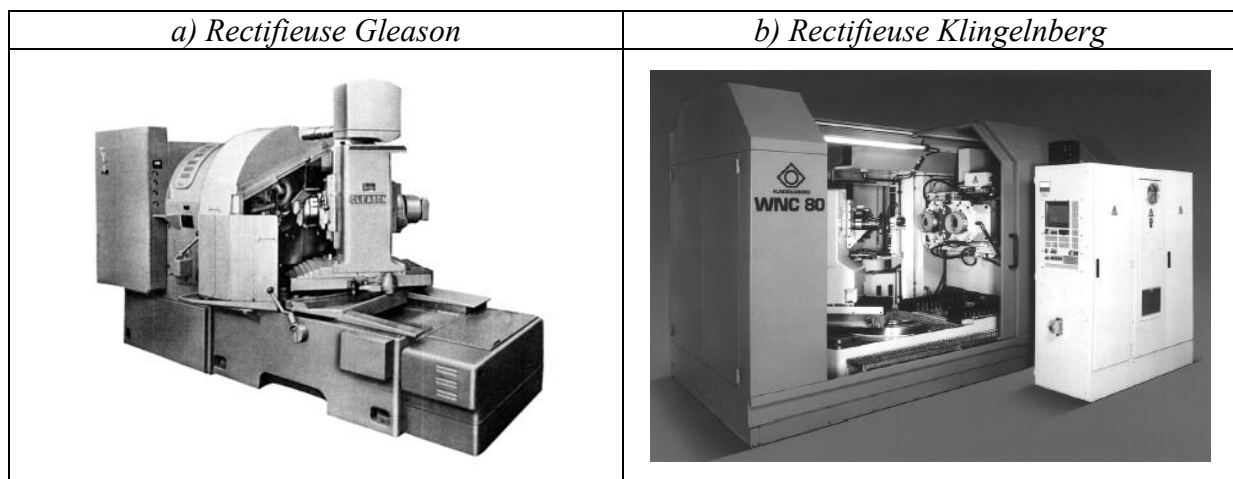 a) Rectifieuse Gleason
b) Rectifieuse Klingelnberg
GLEASON
KLINGELNBERG
WNC 80